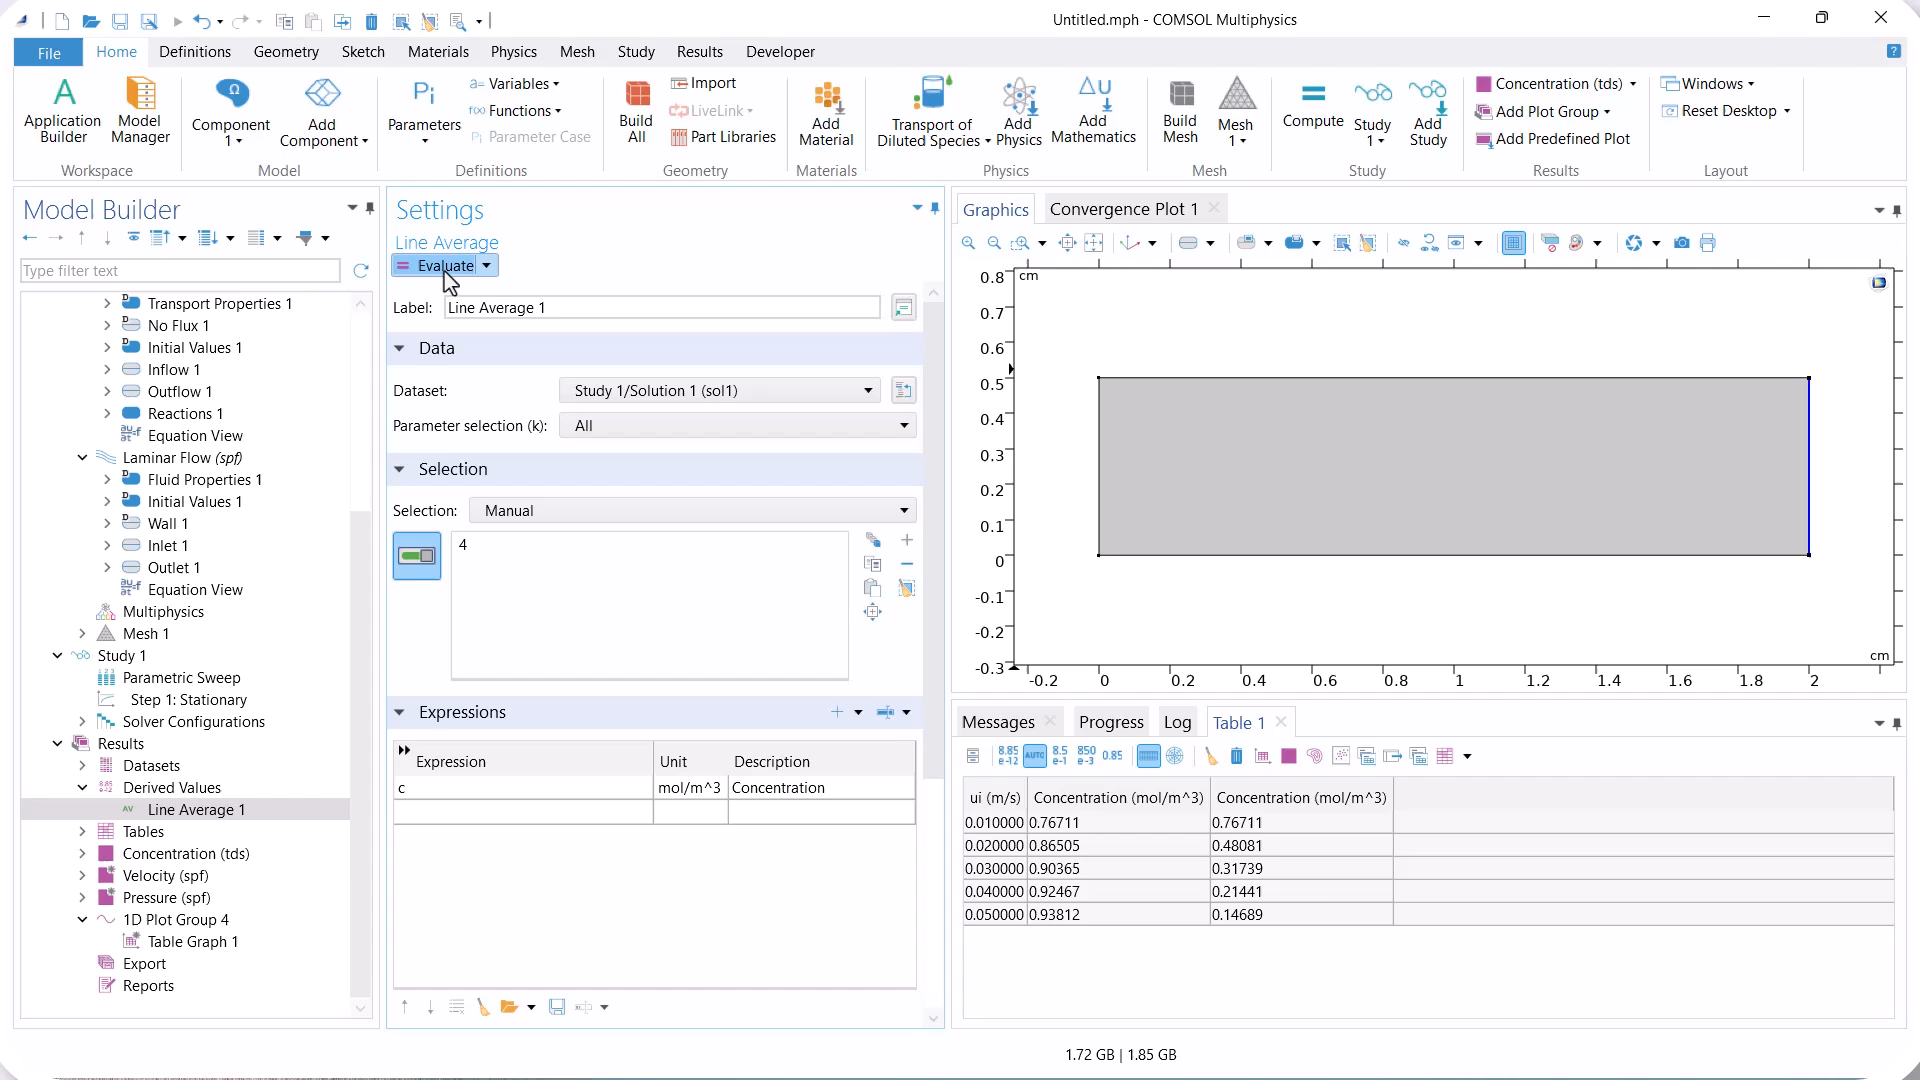 Untitled.mph - COMSOL Multiphysics
File Home Definitions Geometry Sketch Materials Physics Mesh Study Results Developer
Application Builder
Model Manager
Workspace
Component 1
Add Component
Model
Pi
Parameters
a= Variables
f(x) Functions
Pi Parameter Case
Definitions
Build All
Import
LiveLink
Part Libraries
Geometry
Add Material
Materials
Transport of Diluted Species
Add Physics
ΔU
Add Mathematics
Physics
Build Mesh
Mesh 1
Mesh
Compute
Study 1
Add Study
Study
Concentration (tds)
Add Plot Group
Add Predefined Plot
Results
Windows
Reset Desktop
Layout
Model Builder
Type filter text
Transport Properties 1
No Flux 1
Initial Values 1
Inflow 1
Outflow 1
Reactions 1
Equation View
Laminar Flow (spf)
Fluid Properties 1
Initial Values 1
Wall 1
Inlet 1
Outlet 1
Equation View
Multiphysics
Mesh 1
Study 1
Parametric Sweep
Step 1: Stationary
Solver Configurations
Results
Datasets
Derived Values
Line Average 1
Tables
Concentration (tds)
Velocity (spf)
Pressure (spf)
1D Plot Group 4
Table Graph 1
Export
Reports
Settings
Line Average
= Evaluate
Label: Line Average 1
Data
Dataset: Study 1/Solution 1 (sol1)
Parameter selection (k): All
Selection
Selection: Manual
4
Expressions
Expression Unit Description
c mol/m^3 Concentration
Graphics Convergence Plot 1
cm
0.8
0.7
0.6
0.5
0.4
0.3
0.2
0.1
0
-0.1
-0.2
-0.3
cm
-0.2 0 0.2 0.4 0.6 0.8 1 1.2 1.4 1.6 1.8 2
Messages Progress Log Table 1
8.85 e-12 AUTO 8.5 e-1 850 e-3 0.85
ui (m/s) Concentration (mol/m^3) Concentration (mol/m^3)
0.010000 0.76711 0.76711
0.020000 0.86505 0.48081
0.030000 0.90365 0.31739
0.040000 0.92467 0.21441
0.050000 0.93812 0.14689
1.72 GB | 1.85 GB